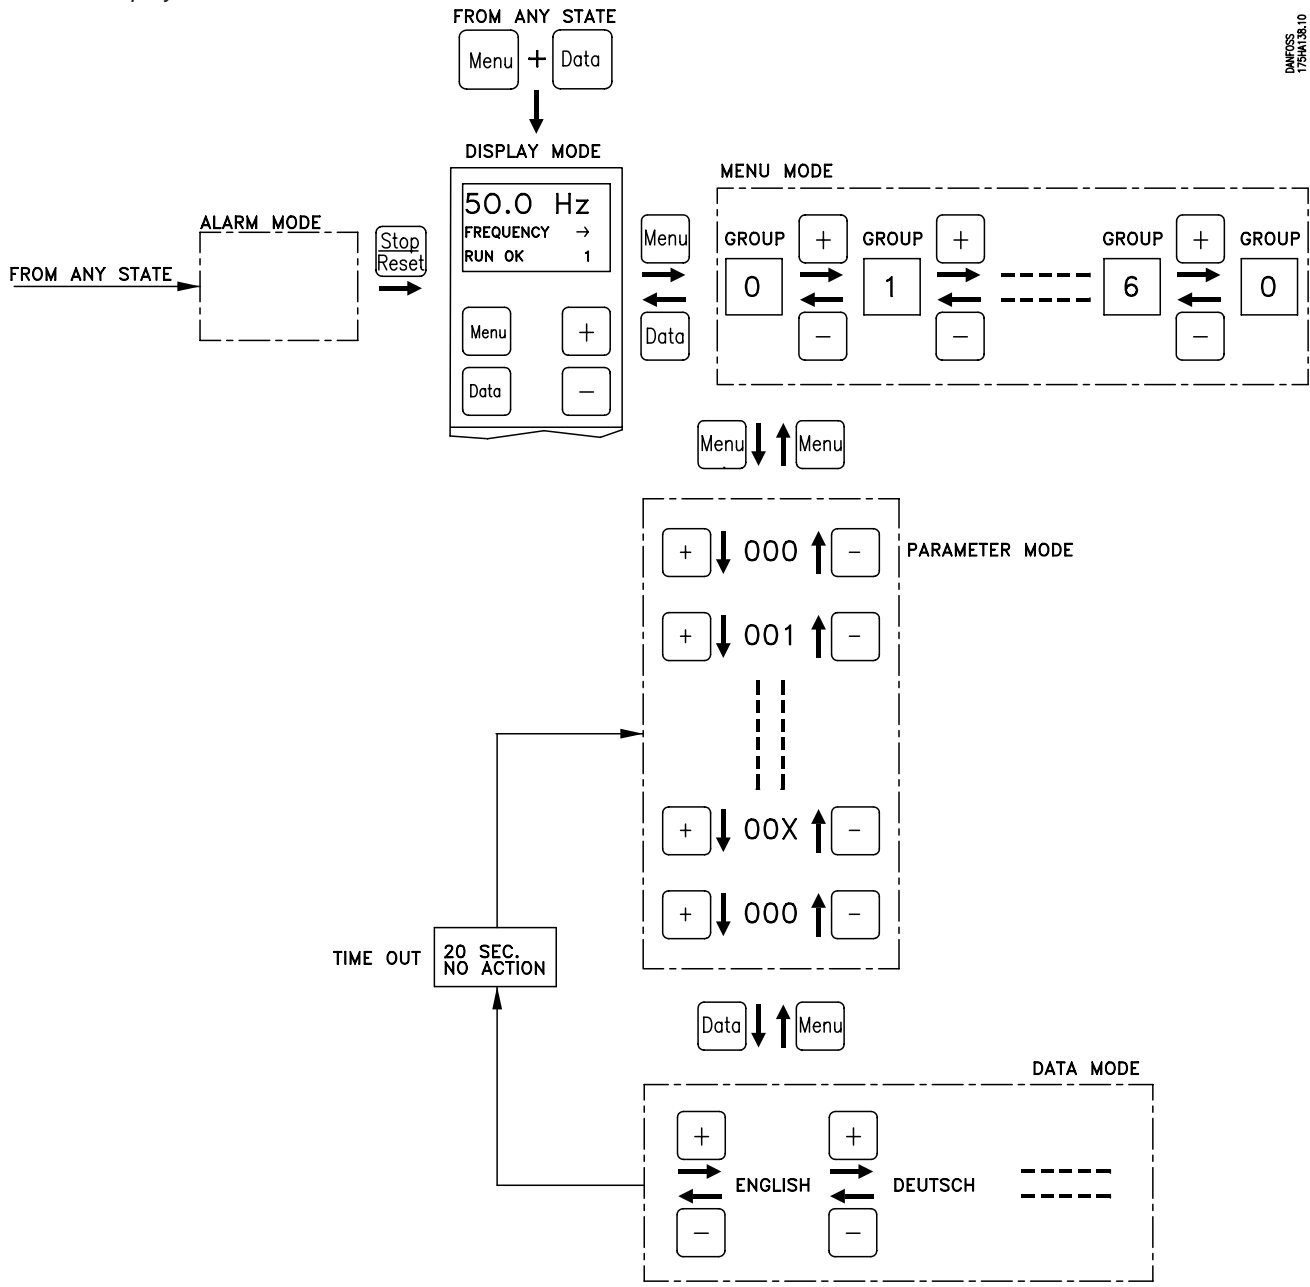 FROM ANY STATE
Menu + Data
DANFOSS
175HA138.10
DISPLAY MODE
50.0 Hz
FREQUENCY →
RUN OK 1
Menu +
Data −
ALARM MODE
FROM ANY STATE
Stop
Reset
Menu
Data
MENU MODE
GROUP + GROUP + GROUP + GROUP
0 1 6 0
− − −
Menu Menu
PARAMETER MODE
+ 000 −
+ 001 −
+ 00X −
+ 000 −
TIME OUT
20 SEC.
NO ACTION
Data Menu
DATA MODE
+ +
ENGLISH DEUTSCH
− −